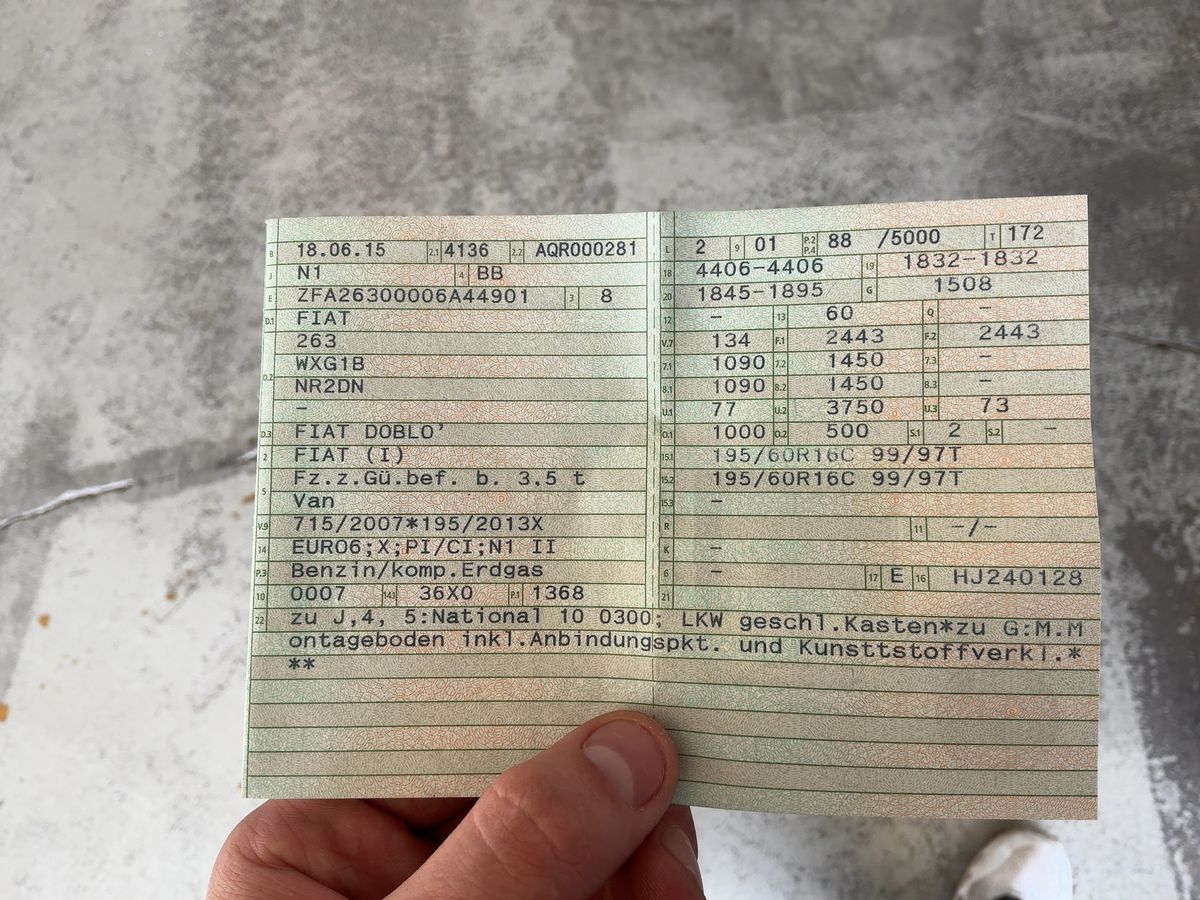 B 18.06.15 2.1 4136 2.2 AQR000281
J N1 4 BB
E ZFA26300006A44901 3 8
D.1 FIAT
263
D.2 WXG1B
NR2DN
–
D.3 FIAT DOBLO'
2 FIAT (I)
5 Fz.z.Gü.bef. b. 3.5 t
Van
V.9 715/2007*195/2013X
14 EURO6;X;PI/CI;N1 II
P.3 Benzin/komp.Erdgas
10 0007 14.1 36X0 P.1 1368
L 2 9 01 P.2 P.4 88 /5000 T 172
18 4406-4406 19 1832-1832
20 1845-1895 G 1508
12 – 13 60 Q –
V.7 134 F.1 2443 F.2 2443
7.1 1090 7.2 1450 7.3 –
8.1 1090 8.2 1450 8.3 –
U.1 77 U.2 3750 U.3 73
O.1 1000 O.2 500 S.1 2 S.2 –
15.1 195/60R16C 99/97T
15.2 195/60R16C 99/97T
15.3 –
R 11 –/–
K –
6 – 17 E 16 HJ240128
21
22 zu J,4, 5:National 10 0300; LKW geschl.Kasten*zu G:M.M
ontageboden inkl.Anbindungspkt. und Kunsttstoffverkl.*
**